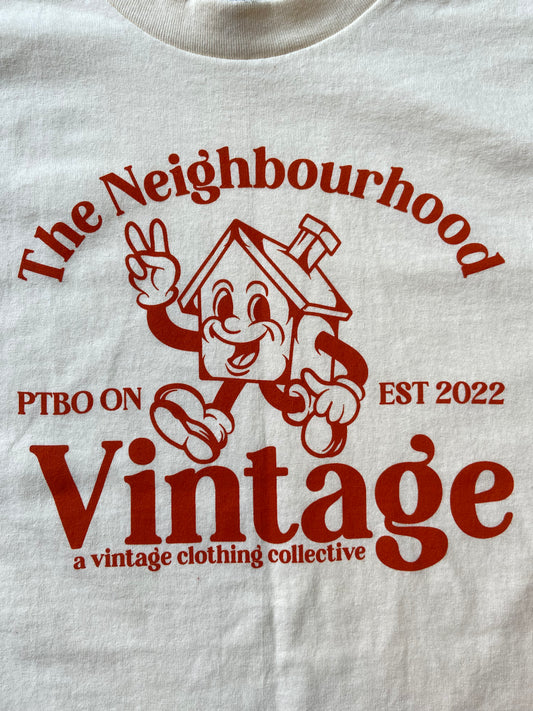 The Neighbourhood
PTBO ON
EST 2022
Vintage
a vintage clothing collective